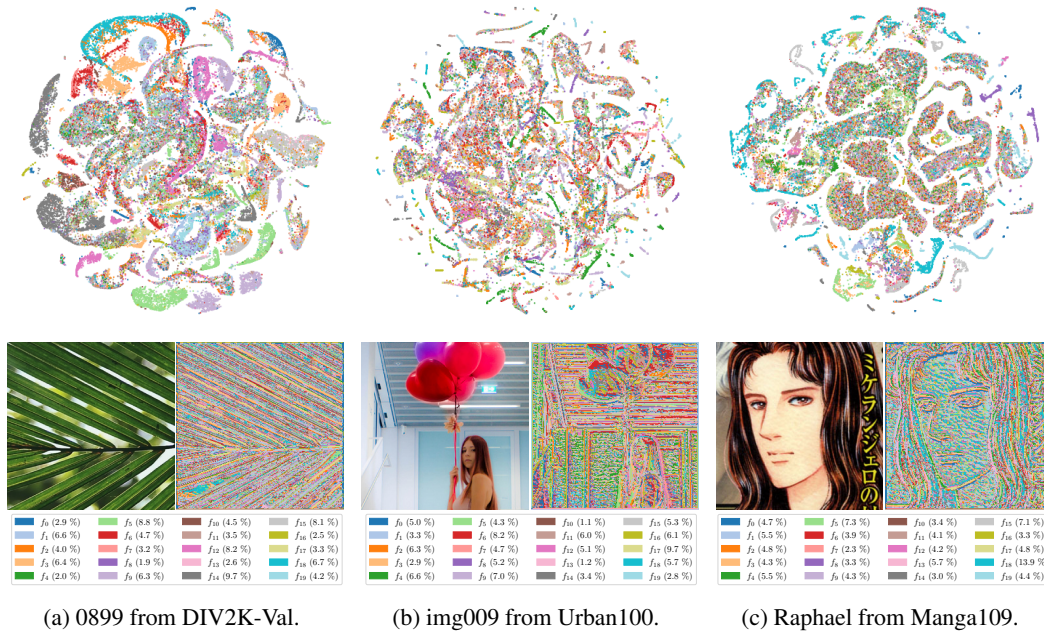 ミケランジェロの
f0 (2.9 %) f5 (8.8 %) f10 (4.5 %) f15 (8.1 %)
f1 (6.6 %) f6 (4.7 %) f11 (3.5 %) f16 (2.5 %)
f2 (4.0 %) f7 (3.2 %) f12 (8.2 %) f17 (3.3 %)
f3 (6.4 %) f8 (1.9 %) f13 (2.6 %) f18 (6.7 %)
f4 (2.0 %) f9 (6.3 %) f14 (9.7 %) f19 (4.2 %)
f0 (5.0 %) f5 (4.3 %) f10 (1.1 %) f15 (5.3 %)
f1 (3.3 %) f6 (8.2 %) f11 (6.0 %) f16 (6.1 %)
f2 (6.3 %) f7 (4.7 %) f12 (5.1 %) f17 (9.7 %)
f3 (2.9 %) f8 (5.2 %) f13 (1.2 %) f18 (5.7 %)
f4 (6.6 %) f9 (7.0 %) f14 (3.4 %) f19 (2.8 %)
f0 (4.7 %) f5 (7.3 %) f10 (3.4 %) f15 (7.1 %)
f1 (5.5 %) f6 (3.9 %) f11 (4.1 %) f16 (3.3 %)
f2 (4.8 %) f7 (2.3 %) f12 (4.2 %) f17 (4.8 %)
f3 (4.3 %) f8 (3.3 %) f13 (5.7 %) f18 (13.9 %)
f4 (5.5 %) f9 (4.3 %) f14 (3.0 %) f19 (4.4 %)
(a) 0899 from DIV2K-Val.
(b) img009 from Urban100.
(c) Raphael from Manga109.